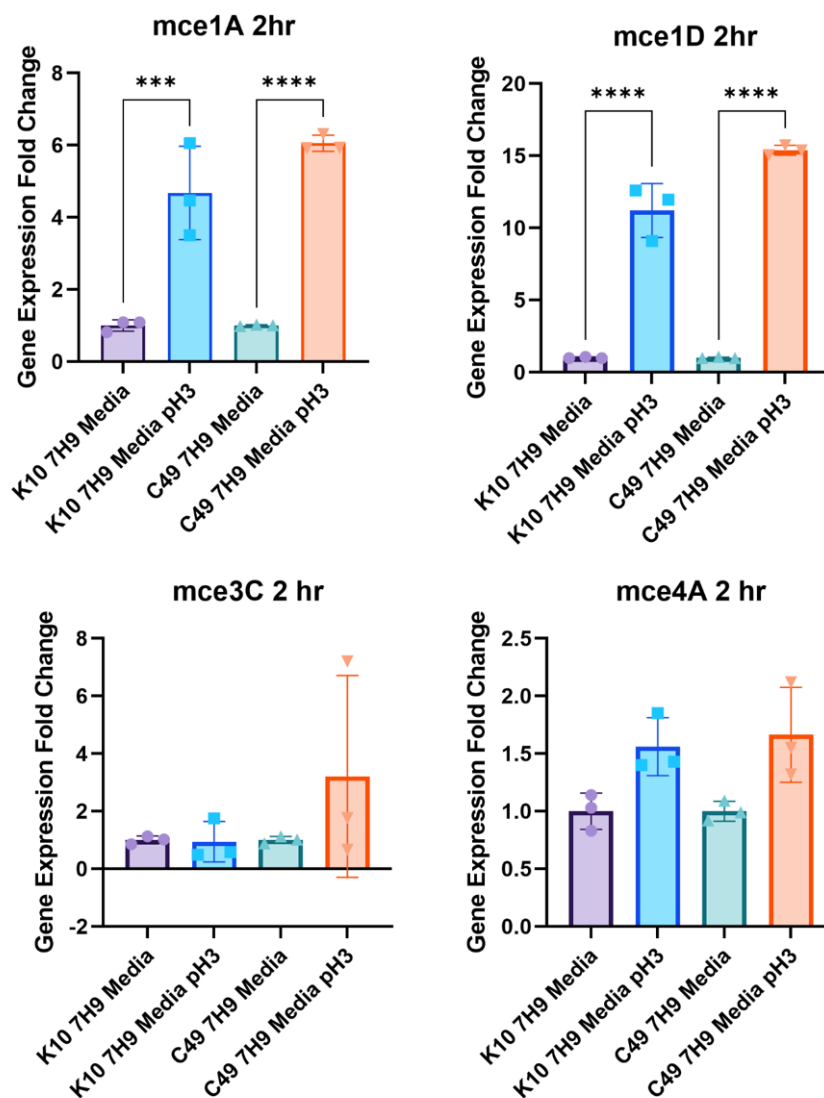 mce1A 2hr
Gene Expression Fold Change
8
6
4
2
0
***
****
K10 7H9 Media
K10 7H9 Media pH3
C49 7H9 Media
C49 7H9 Media pH3
mce1D 2hr
Gene Expression Fold Change
20
15
10
5
0
****
****
K10 7H9 Media
K10 7H9 Media pH3
C49 7H9 Media
C49 7H9 Media pH3
mce3C 2 hr
Gene Expression Fold Change
8
6
4
2
0
-2
K10 7H9 Media
K10 7H9 Media pH3
C49 7H9 Media
C49 7H9 Media pH3
mce4A 2 hr
Gene Expression Fold Change
2.5
2.0
1.5
1.0
0.5
0.0
K10 7H9 Media
K10 7H9 Media pH3
C49 7H9 Media
C49 7H9 Media pH3